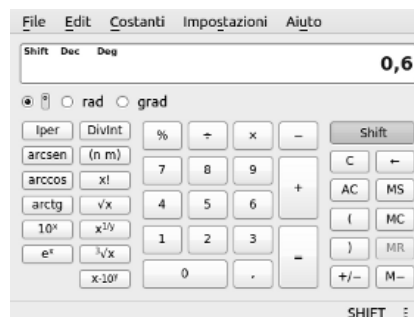 File Edit Costanti Impostazioni Aiuto
Shift Dec Deg
0,6
° rad grad
Iper DivInt % ÷ × − Shift
arcsen (n m) 7 8 9 + C ←
arccos x! AC MS
arctg √x 4 5 6 ( MC
10ˣ x^1/y 1 2 3 = ) MR
eˣ ³√x 0 , +/− M−
x·10ʸ
SHIFT